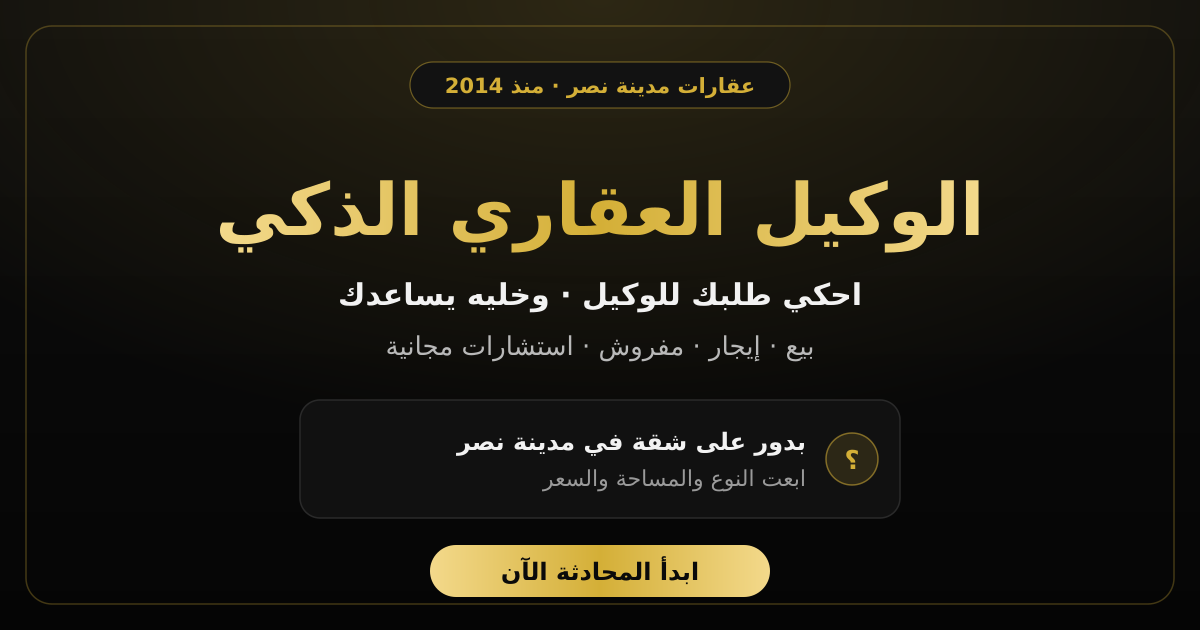 عقارات مدينة نصر · منذ 2014
الوكيل العقاري الذكي
احكي طلبك للوكيل · وخليه يساعدك
بيع · إيجار · مفروش · استشارات مجانية
؟
بدور على شقة في مدينة نصر
ابعت النوع والمساحة والسعر
ابدأ المحادثة الآن